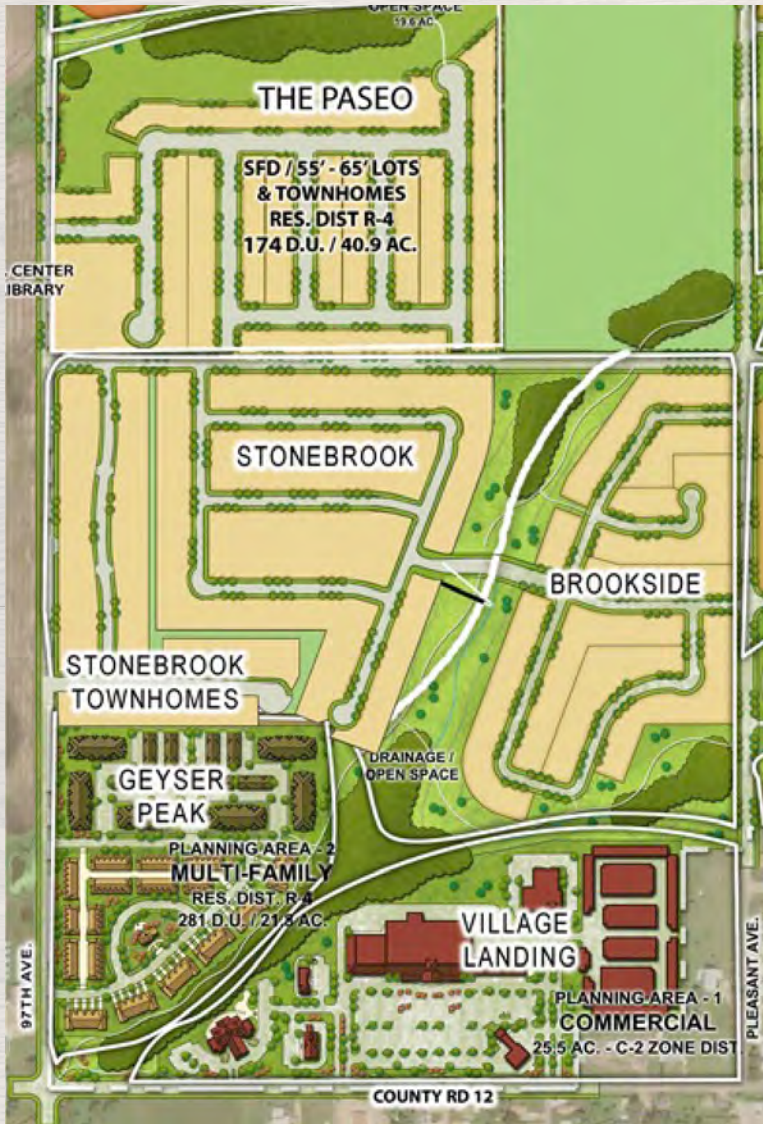 OPEN SPACE
19.6 AC.
THE PASEO
SFD / 55' - 65' LOTS
& TOWNHOMES
RES. DIST R-4
174 D.U. / 40.9 AC.
CENTER
STONEBROOK
BROOKSIDE
STONEBROOK
TOWNHOMES
DRAINAGE /
OPEN SPACE
GEYSER
PEAK
PLANNING AREA - 2
MULTI-FAMILY
RES. DIST. R-4
281 D.U. / 21.8 AC.
VILLAGE
LANDING
PLANNING AREA - 1
COMMERCIAL
25.5 AC. - C-2 ZONE DIST.
97TH AVE.
PLEASANT AVE.
COUNTY RD 12